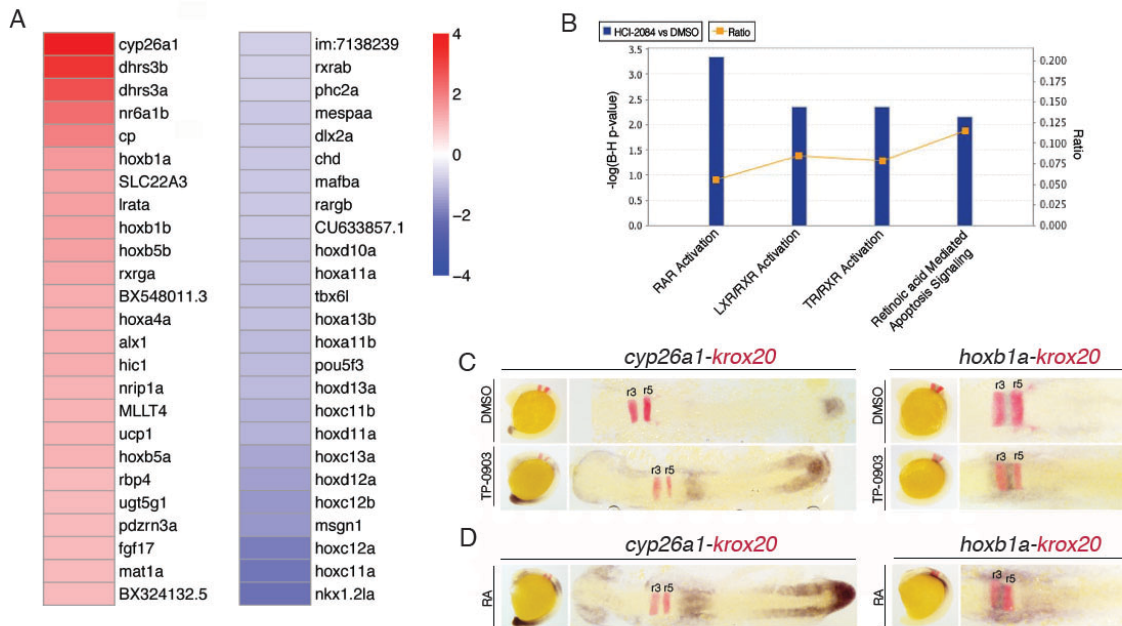 A
cyp26a1
dhrs3b
dhrs3a
nr6a1b
cp
hoxb1a
SLC22A3
lrata
hoxb1b
hoxb5b
rxrga
BX548011.3
hoxa4a
alx1
hic1
nrip1a
MLLT4
ucp1
hoxb5a
rbp4
ugt5g1
pdzrn3a
fgf17
mat1a
BX324132.5
im:7138239
rxrab
phc2a
mespaa
dlx2a
chd
mafba
rargb
CU633857.1
hoxd10a
hoxa11a
tbx6l
hoxa13b
hoxa11b
pou5f3
hoxd13a
hoxc11b
hoxd11a
hoxc13a
hoxd12a
hoxc12b
msgn1
hoxc12a
hoxc11a
nkx1.2la
4
2
0
−2
−4
B
HCI-2084 vs DMSO
Ratio
-log(B-H p-value)
3.5
3.0
2.5
2.0
1.5
1.0
0.5
0.0
0.200
0.175
0.150
0.125
0.100
0.075
0.050
0.025
0.000
Ratio
RAR Activation
LXR/RXR Activation
TR/RXR Activation
Retinoic acid Mediated
Apoptosis Signaling
C
cyp26a1-krox20
hoxb1a-krox20
DMSO
r3 r5
DMSO
r3 r5
TP-0903
r3 r5
TP-0903
r3 r5
D
cyp26a1-krox20
hoxb1a-krox20
RA
r3 r5
RA
r3 r5